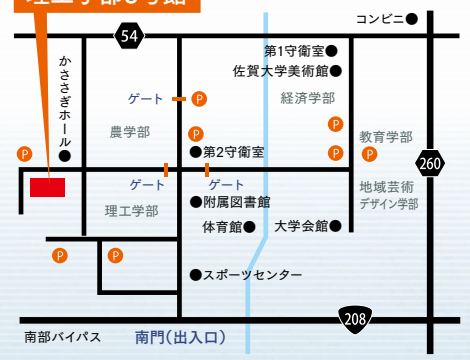 理工学部6号館
コンビニ
54
第1守衛室
佐賀大学美術館
かささぎホール
ゲート
P
経済学部
農学部
P
P
教育学部
P
第2守衛室
P
P
260
ゲート
ゲート
地域芸術
デザイン学部
理工学部
附属図書館
体育館
大学会館
P
P
スポーツセンター
208
南部バイパス
南門(出入口)